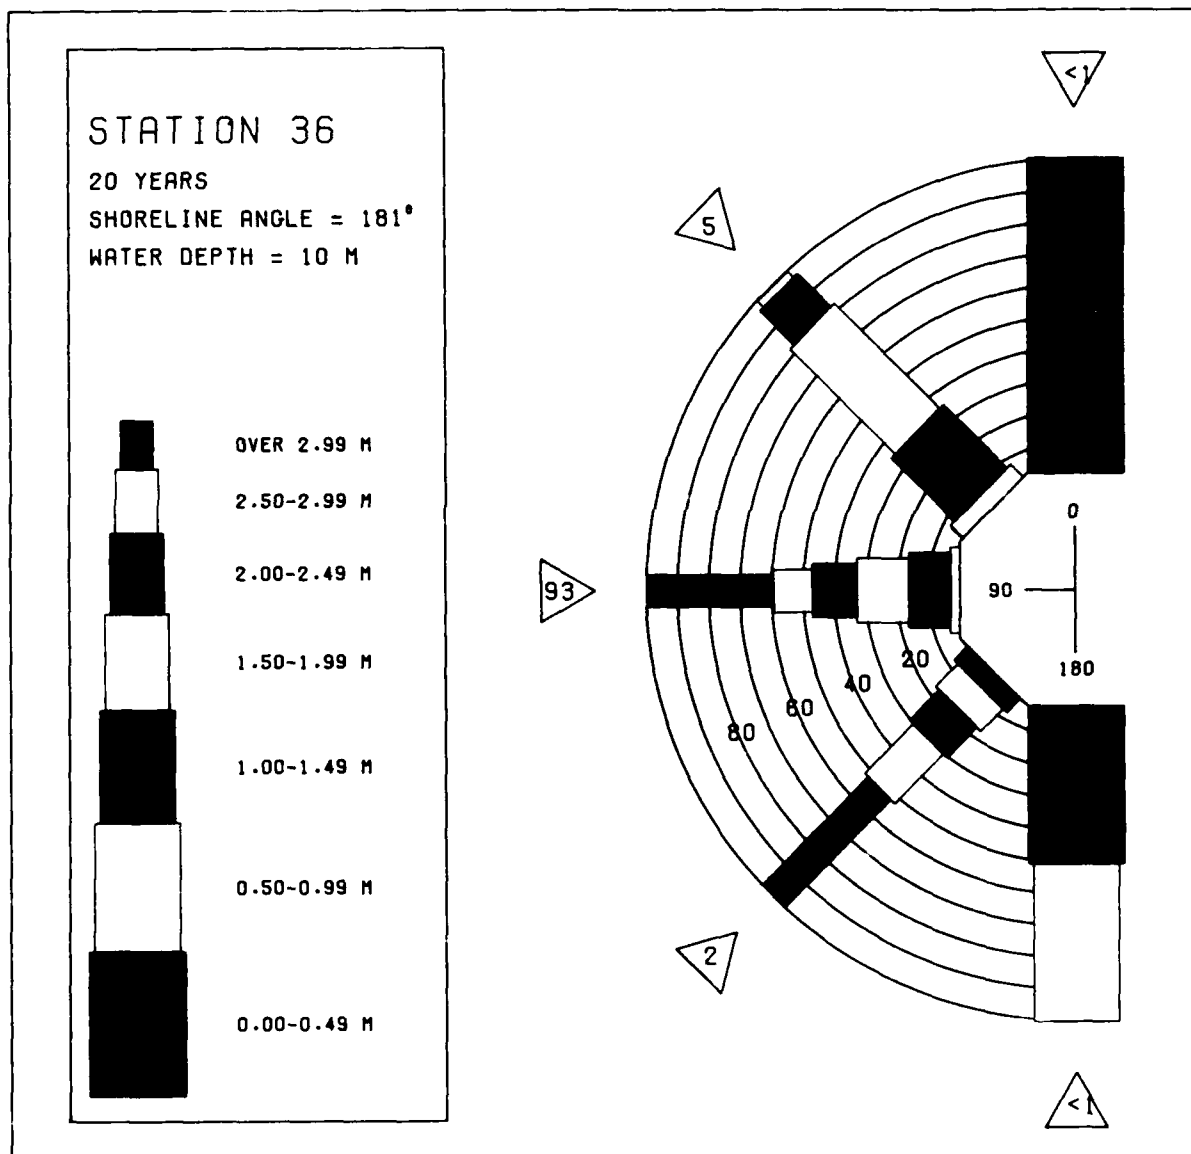 STATION 36
20 YEARS
SHORELINE ANGLE = 181°
WATER DEPTH = 10 M
OVER 2.99 M
2.50-2.99 M
2.00-2.49 M
1.50-1.99 M
1.00-1.49 M
0.50-0.99 M
0.00-0.49 M
<1
5
93
2
<1
0
90
180
20
40
60
80